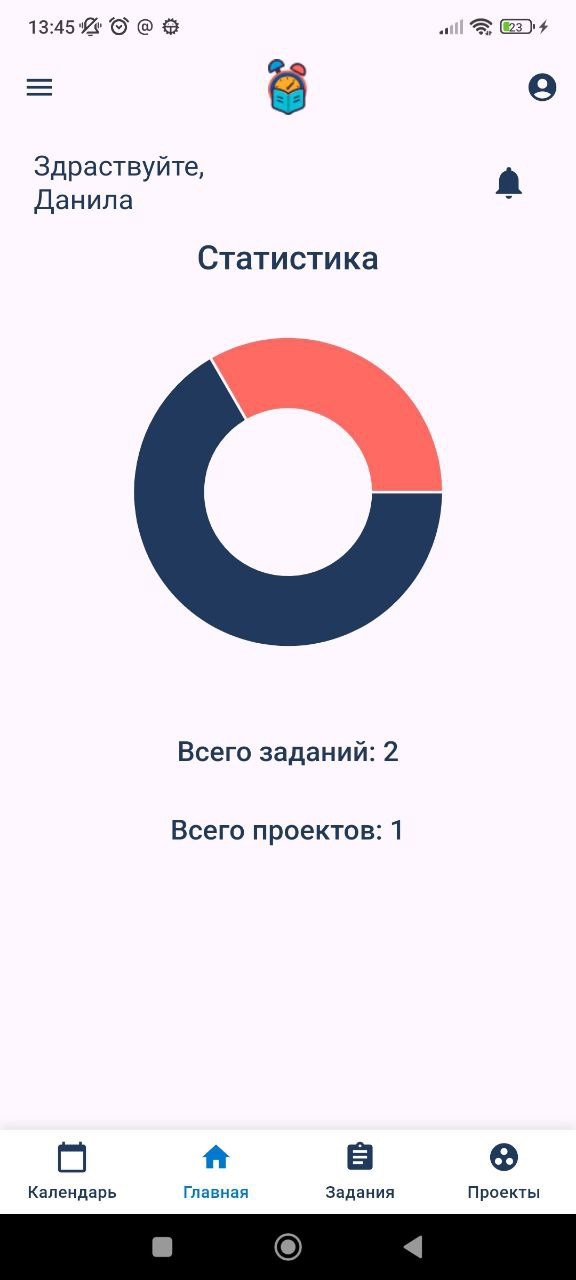 13:45 @ 23
Здраствуйте,
Данила
Статистика
Всего заданий: 2
Всего проектов: 1
Календарь Главная Задания Проекты